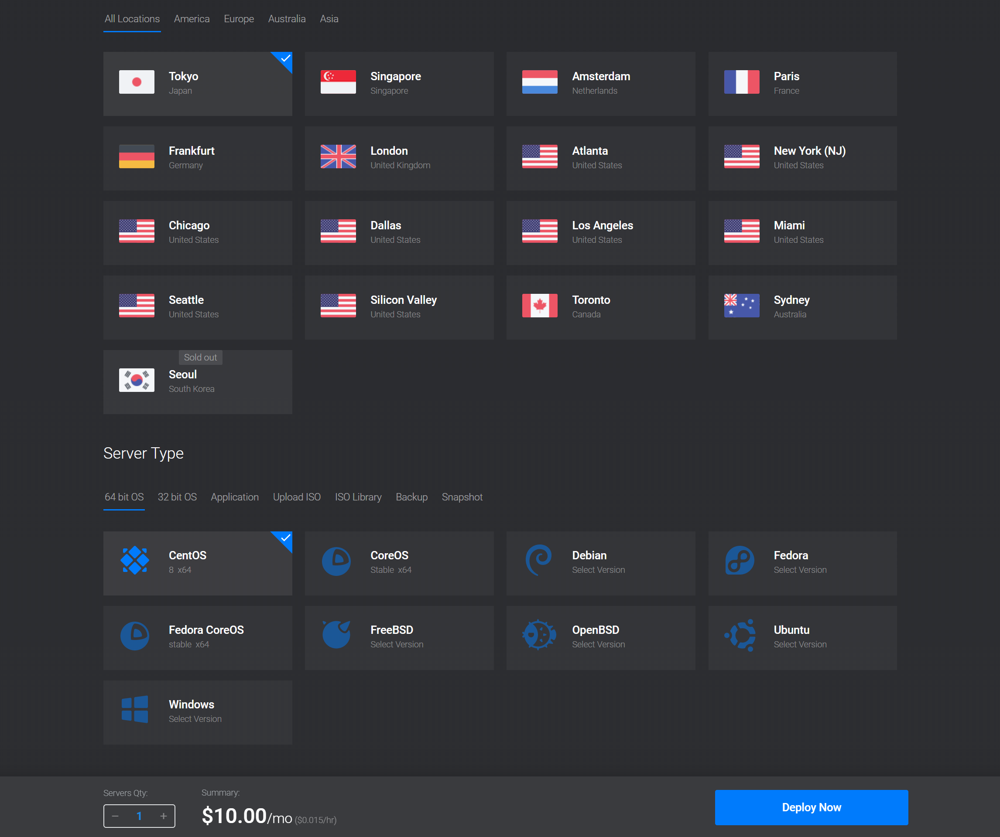 All Locations America Europe Australia Asia
Tokyo
Japan
Singapore
Singapore
Amsterdam
Netherlands
Paris
France
Frankfurt
Germany
London
United Kingdom
Atlanta
United States
New York (NJ)
United States
Chicago
United States
Dallas
United States
Los Angeles
United States
Miami
United States
Seattle
United States
Silicon Valley
United States
Toronto
Canada
Sydney
Australia
Sold out
Seoul
South Korea
Server Type
64 bit OS 32 bit OS Application Upload ISO ISO Library Backup Snapshot
CentOS
8 x64
CoreOS
Stable x64
Debian
Select Version
Fedora
Select Version
Fedora CoreOS
stable x64
FreeBSD
Select Version
OpenBSD
Select Version
Ubuntu
Select Version
Windows
Select Version
Servers Qty:
− 1 +
Summary:
$10.00/mo ($0.015/hr)
Deploy Now